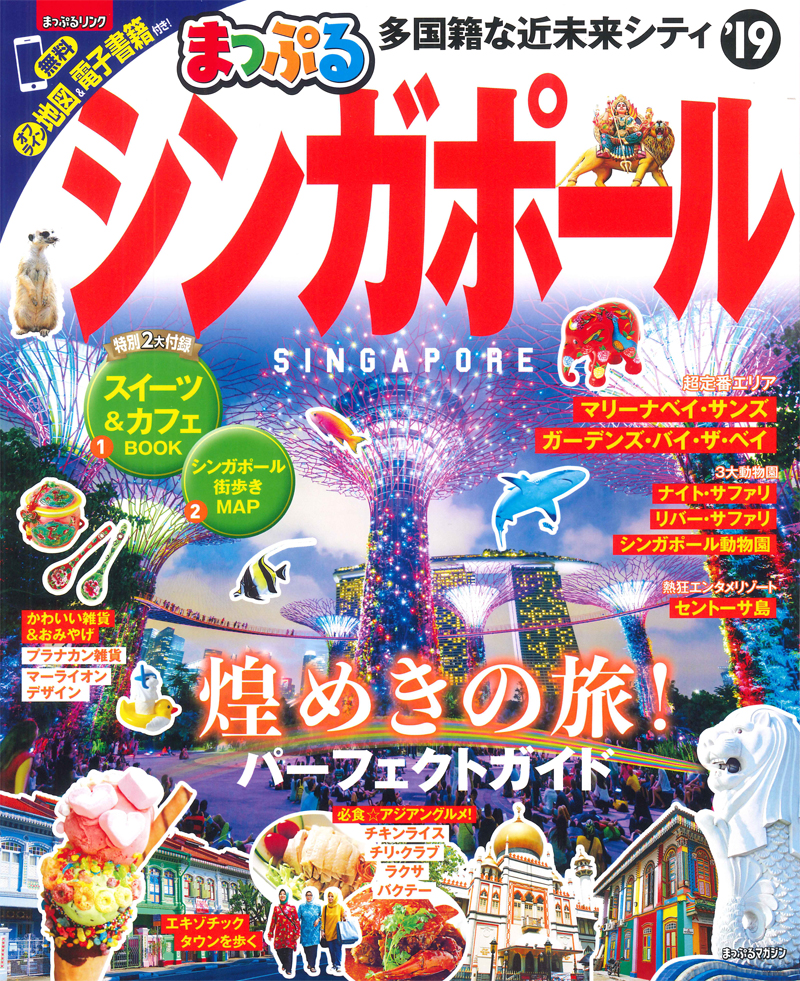 まっぷるリンク
無料
オフライン
地図&電子書籍付き!
まっぷる
多国籍な近未来シティ
'19
シンガポール
SINGAPORE
特別2大付録
スイーツ
&カフェ
BOOK
1
シンガポール
街歩き
MAP
2
超定番エリア
マリーナベイ・サンズ
ガーデンズ・バイ・ザ・ベイ
3大動物園
ナイト・サファリ
リバー・サファリ
シンガポール動物園
熱狂エンタメリゾート
セントーサ島
かわいい雑貨
&おみやげ
プラナカン雑貨
マーライオン
デザイン
煌めきの旅!
パーフェクトガイド
必食☆アジアングルメ!
チキンライス
チリ・クラブ
ラクサ
バクテー
エキゾチック
タウンを歩く
まっぷるマガジン